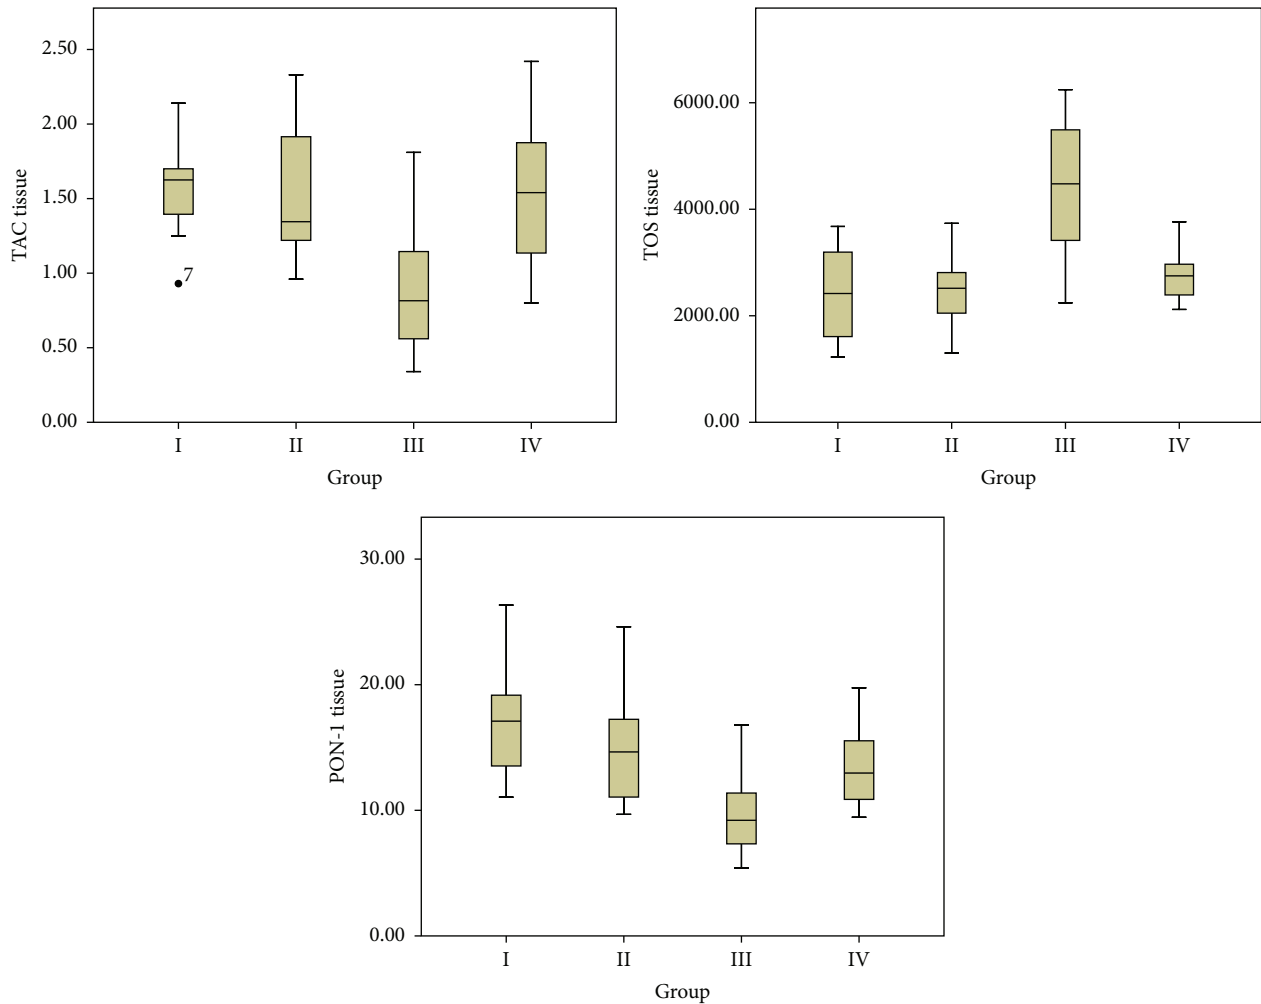 2.50
2.00
1.50
1.00
0.50
0.00
TAC tissue
7
I II III IV
Group
6000.00
4000.00
2000.00
0.00
TOS tissue
I II III IV
Group
30.00
20.00
10.00
0.00
PON-1 tissue
I II III IV
Group